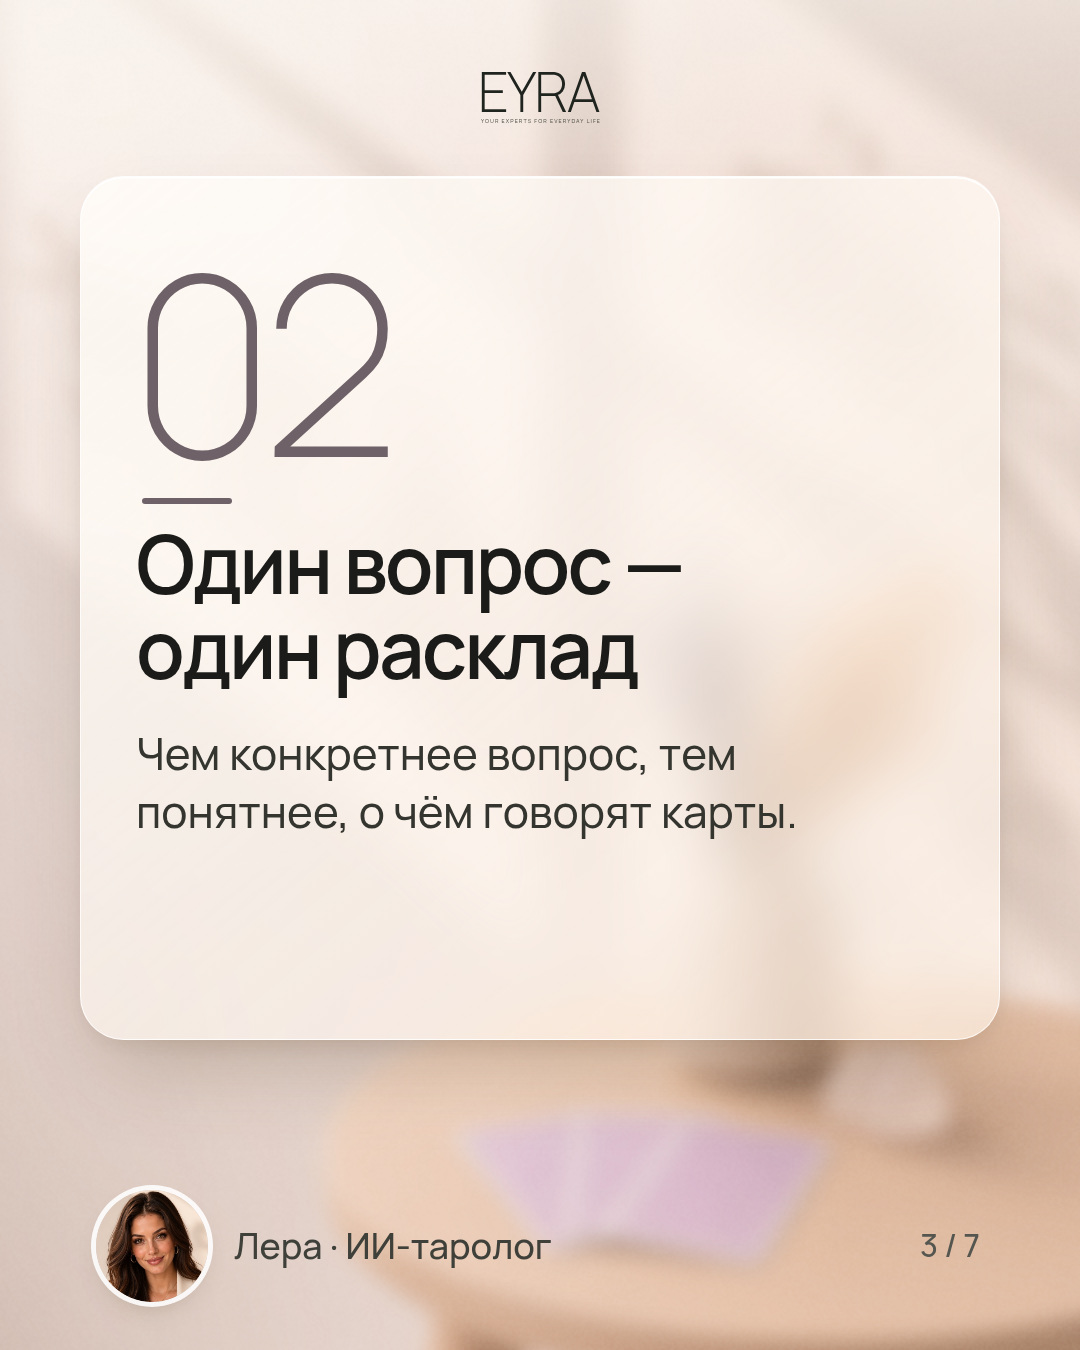 EYRA
YOUR EXPERTS FOR EVERYDAY LIFE
02
Один вопрос —
один расклад
Чем конкретнее вопрос, тем
понятнее, о чём говорят карты.
Лера · ИИ-таролог
3 / 7